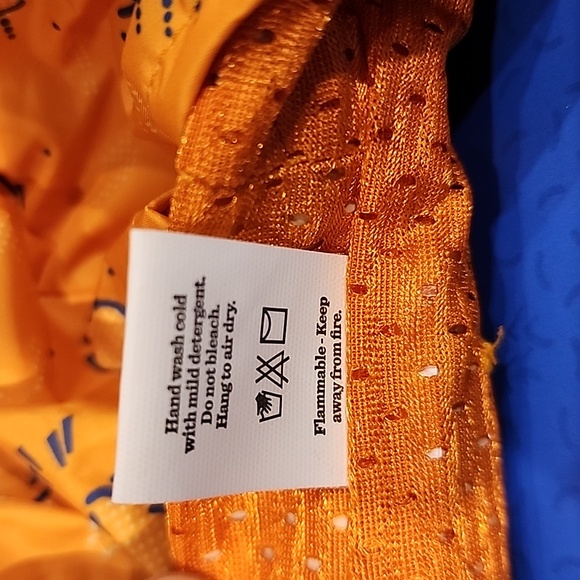 Hand wash cold
with mild detergent.
Do not bleach.
Hang to air dry.
Flammable - Keep
away from fire.